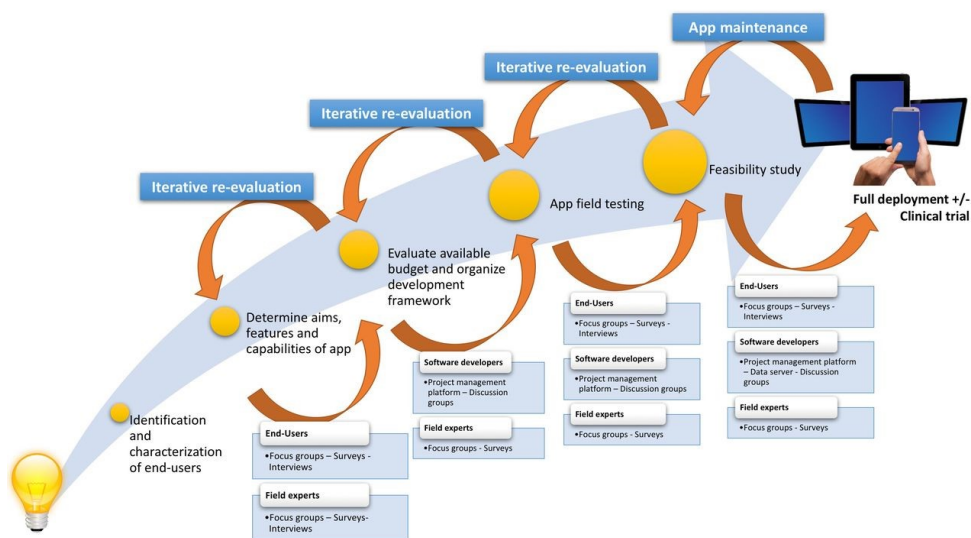 App maintenance
Iterative re-evaluation
Iterative re-evaluation
Iterative re-evaluation
Feasibility study
Full deployment +/-
Clinical trial
App field testing
Evaluate available
budget and organize
development
framework
Determine aims,
features and
capabilities of app
Identification
and
characterization
of end-users
End-Users
•Focus groups – Surveys -
Interviews
Field experts
•Focus groups – Surveys-
Interviews
Software developers
•Project management
platform – Discussion
groups
Field experts
•Focus groups - Surveys
End-Users
•Focus groups – Surveys -
Interviews
Software developers
•Project management
platform – Discussion groups
Field experts
•Focus groups - Surveys
End-Users
•Focus groups – Surveys -
Interviews
Software developers
•Project management platform
– Data server - Discussion
groups
Field experts
•Focus groups - Surveys